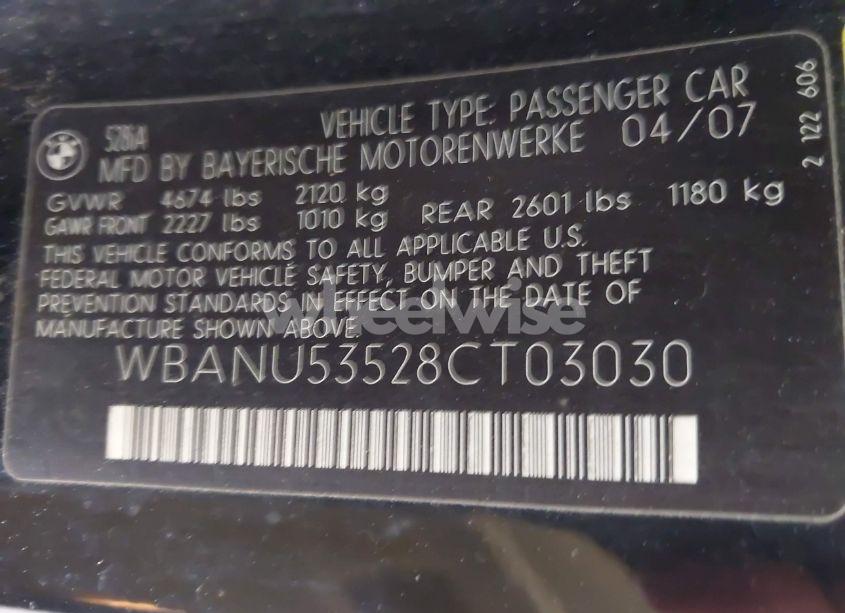 528iA
VEHICLE TYPE: PASSENGER CAR
MFD BY BAYERISCHE MOTORENWERKE 04/07
GVWR 4674 lbs 2120 kg
GAWR FRONT 2227 lbs 1010 kg REAR 2601 lbs 1180 kg
THIS VEHICLE CONFORMS TO ALL APPLICABLE U.S.
FEDERAL MOTOR VEHICLE SAFETY, BUMPER AND THEFT
PREVENTION STANDARDS IN EFFECT ON THE DATE OF
MANUFACTURE SHOWN ABOVE.
WBANU53528CT03030
2 122 606
wheelwise